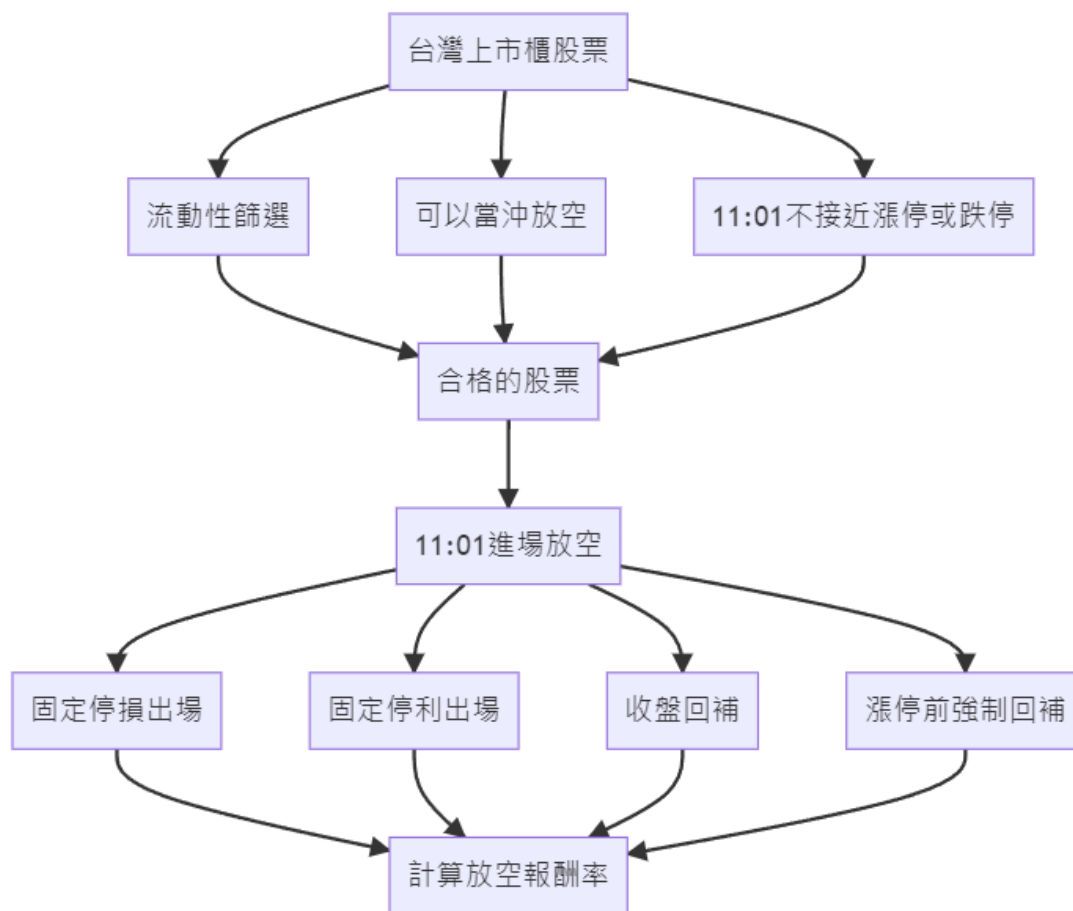 台灣上市櫃股票
流動性篩選
可以當沖放空
11:01不接近漲停或跌停
合格的股票
11:01進場放空
固定停損出場
固定停利出場
收盤回補
漲停前強制回補
計算放空報酬率